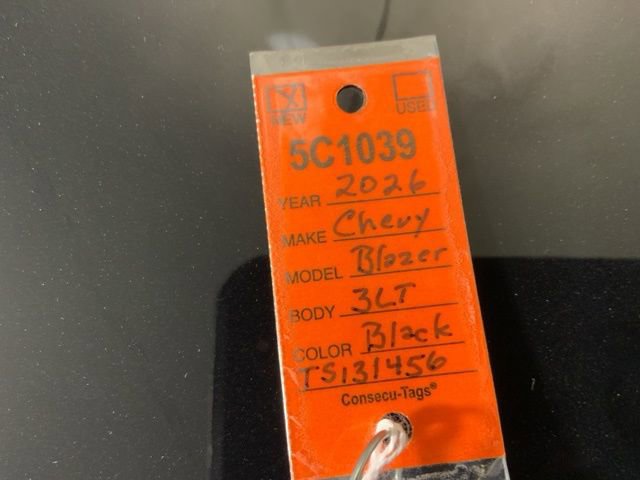 NEW USED
5C1039
YEAR 2026
MAKE Chevy
MODEL Blazer
BODY 3LT
COLOR Black
TS131456
Consecu-Tags®